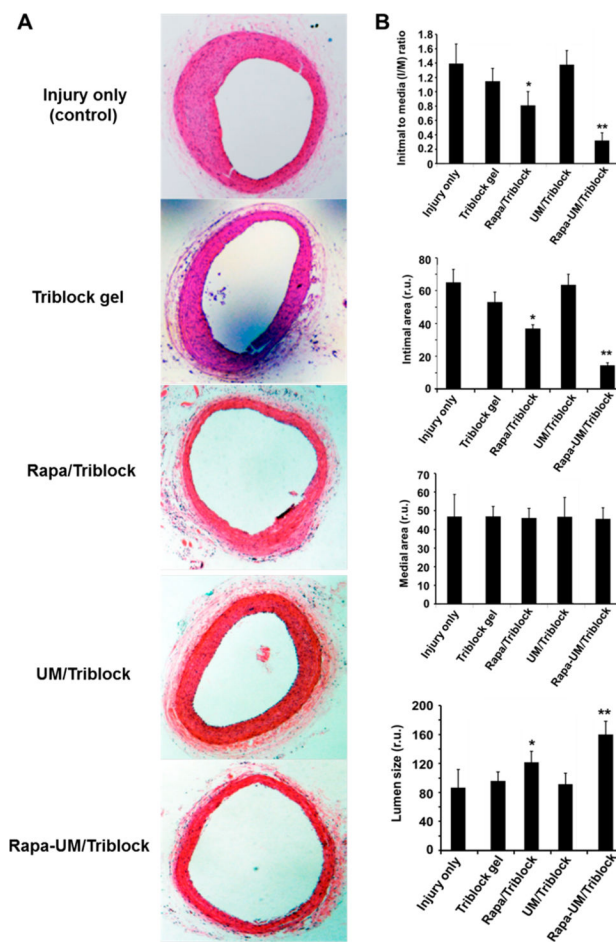 A
Injury only
(control)
Triblock gel
Rapa/Triblock
UM/Triblock
Rapa-UM/Triblock
B
Initmal to media (I/M) ratio
1.8
1.6
1.4
1.2
1.0
0.8
0.6
0.4
0.2
0
*
**
Injury only
Triblock gel
Rapa/Triblock
UM/Triblock
Rapa-UM/Triblock
Intimal area (r.u.)
80
60
40
20
0
*
**
Injury only
Triblock gel
Rapa/Triblock
UM/Triblock
Rapa-UM/Triblock
Medial area (r.u.)
70
60
50
40
30
20
10
0
Injury only
Triblock gel
Rapa/Triblock
UM/Triblock
Rapa-UM/Triblock
Lumen size (r.u.)
200
160
120
80
40
0
*
**
Injury only
Triblock gel
Rapa/Triblock
UM/Triblock
Rapa-UM/Triblock